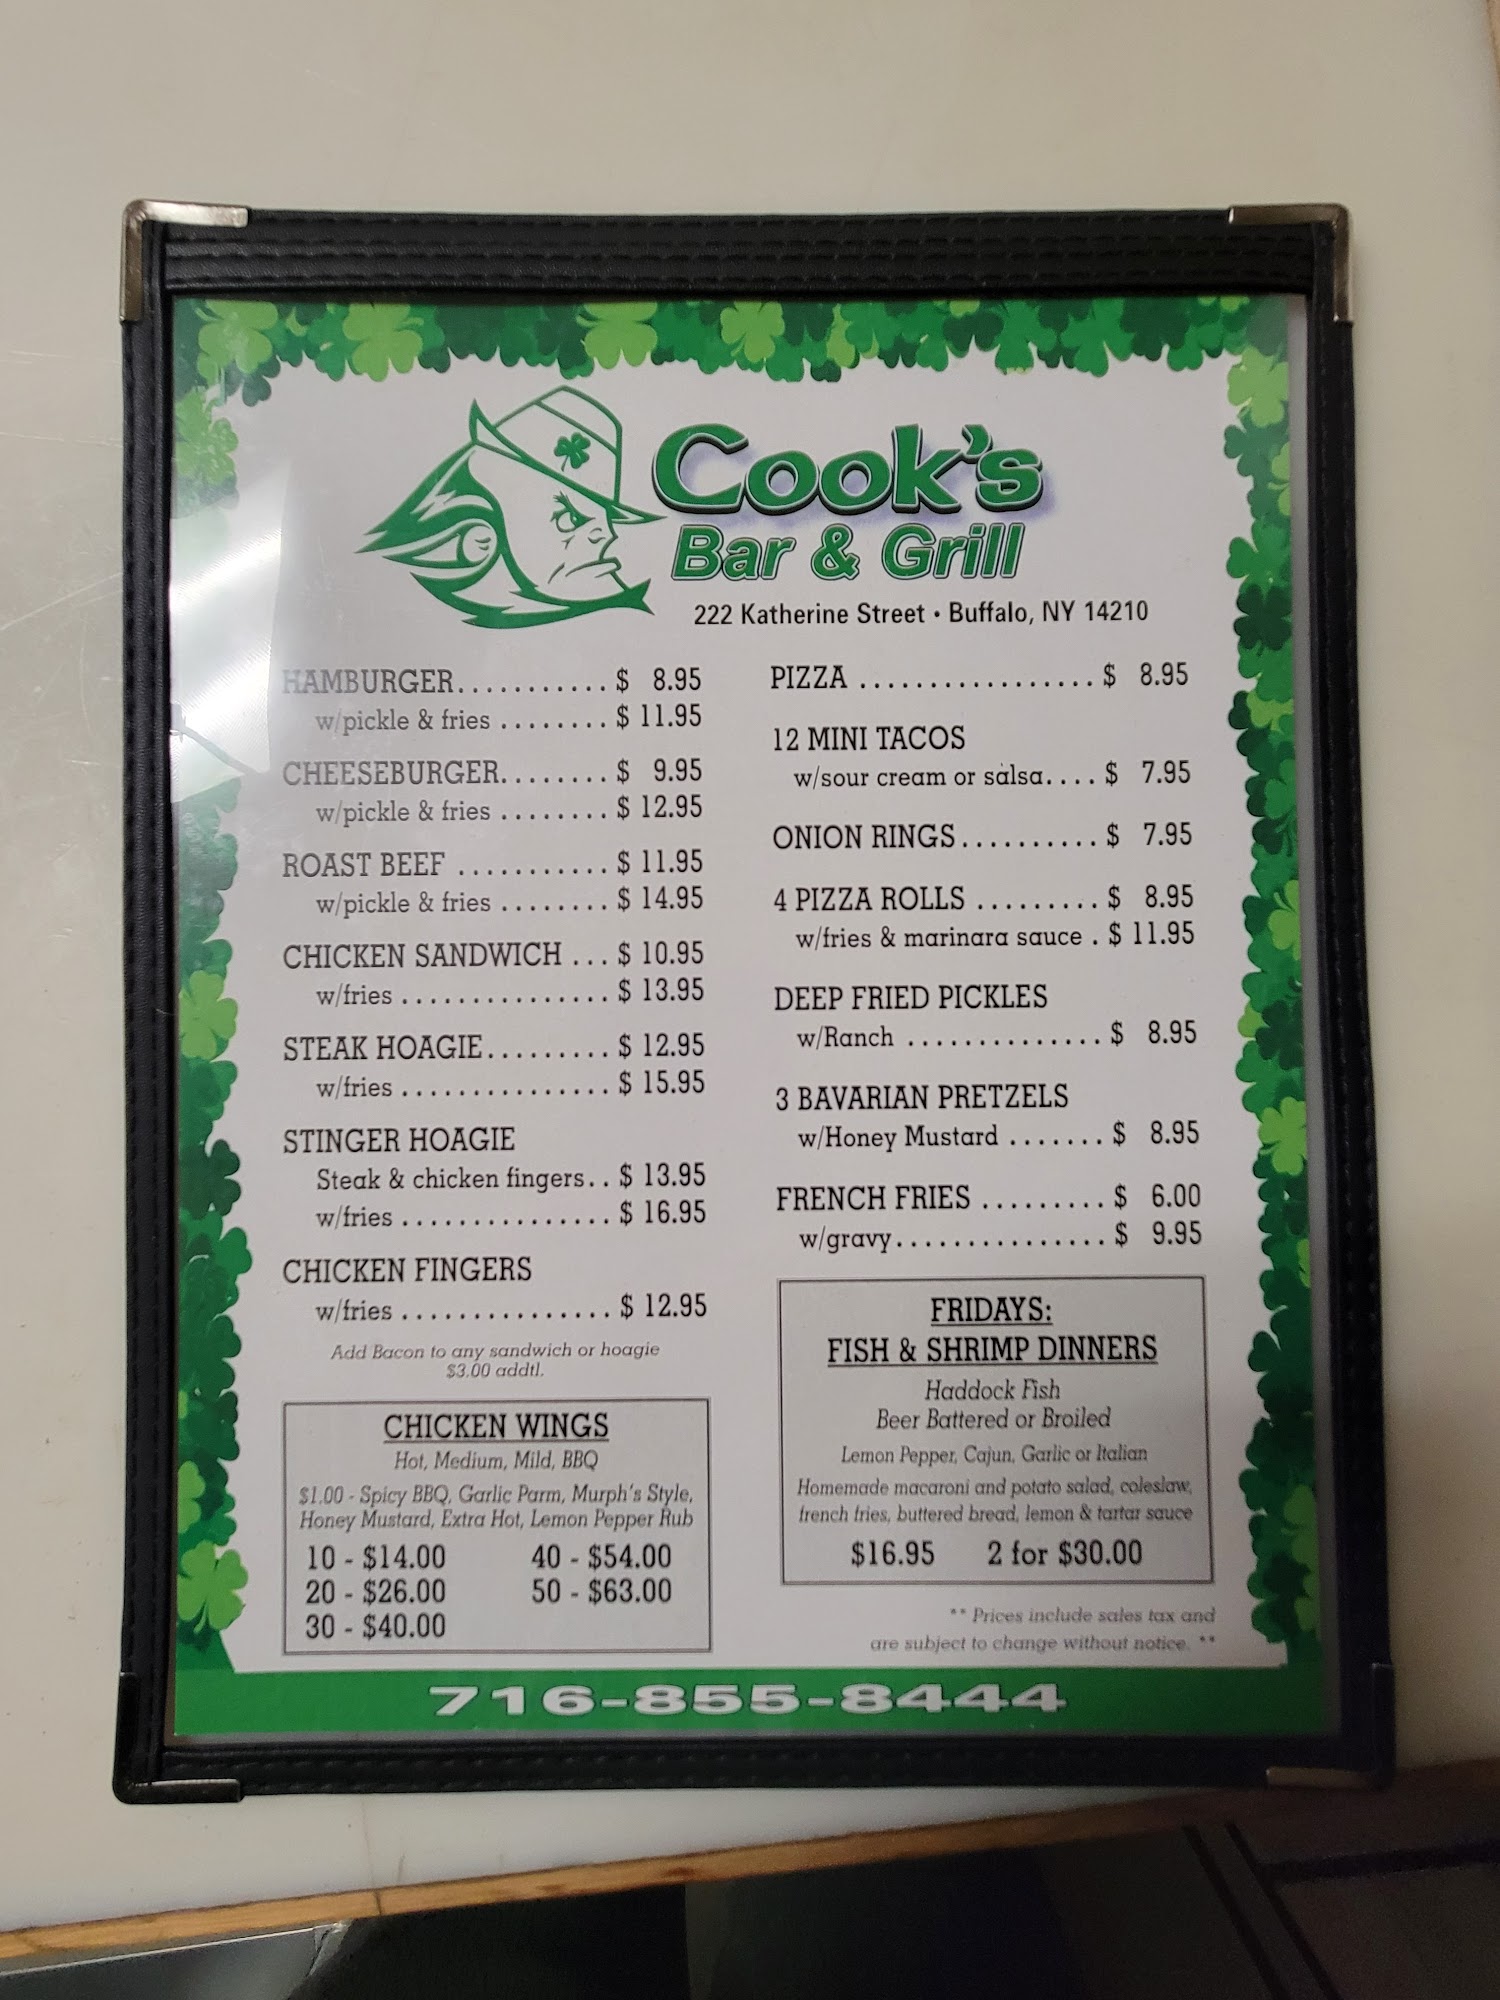 Cook's
Bar & Grill
222 Katherine Street • Buffalo, NY 14210
HAMBURGER........... $ 8.95
w/pickle & fries ........ $ 11.95
CHEESEBURGER........ $ 9.95
w/pickle & fries ........ $ 12.95
ROAST BEEF ........... $ 11.95
w/pickle & fries ........ $ 14.95
CHICKEN SANDWICH ... $ 10.95
w/fries ............... $ 13.95
STEAK HOAGIE......... $ 12.95
w/fries ............... $ 15.95
STINGER HOAGIE
Steak & chicken fingers.. $ 13.95
w/fries ............... $ 16.95
CHICKEN FINGERS
w/fries ............... $ 12.95
Add Bacon to any sandwich or hoagie
$3.00 addtl.
CHICKEN WINGS
Hot, Medium, Mild, BBQ
$1.00 - Spicy BBQ, Garlic Parm, Murph's Style,
Honey Mustard, Extra Hot, Lemon Pepper Rub
10 - $14.00 40 - $54.00
20 - $26.00 50 - $63.00
30 - $40.00
PIZZA ................. $ 8.95
12 MINI TACOS
w/sour cream or salsa.... $ 7.95
ONION RINGS.......... $ 7.95
4 PIZZA ROLLS ......... $ 8.95
w/fries & marinara sauce . $ 11.95
DEEP FRIED PICKLES
w/Ranch .............. $ 8.95
3 BAVARIAN PRETZELS
w/Honey Mustard ....... $ 8.95
FRENCH FRIES ......... $ 6.00
w/gravy............... $ 9.95
FRIDAYS:
FISH & SHRIMP DINNERS
Haddock Fish
Beer Battered or Broiled
Lemon Pepper, Cajun, Garlic or Italian
Homemade macaroni and potato salad, coleslaw,
french fries, buttered bread, lemon & tartar sauce
$16.95 2 for $30.00
** Prices include sales tax and
are subject to change without notice. **
716-855-8444